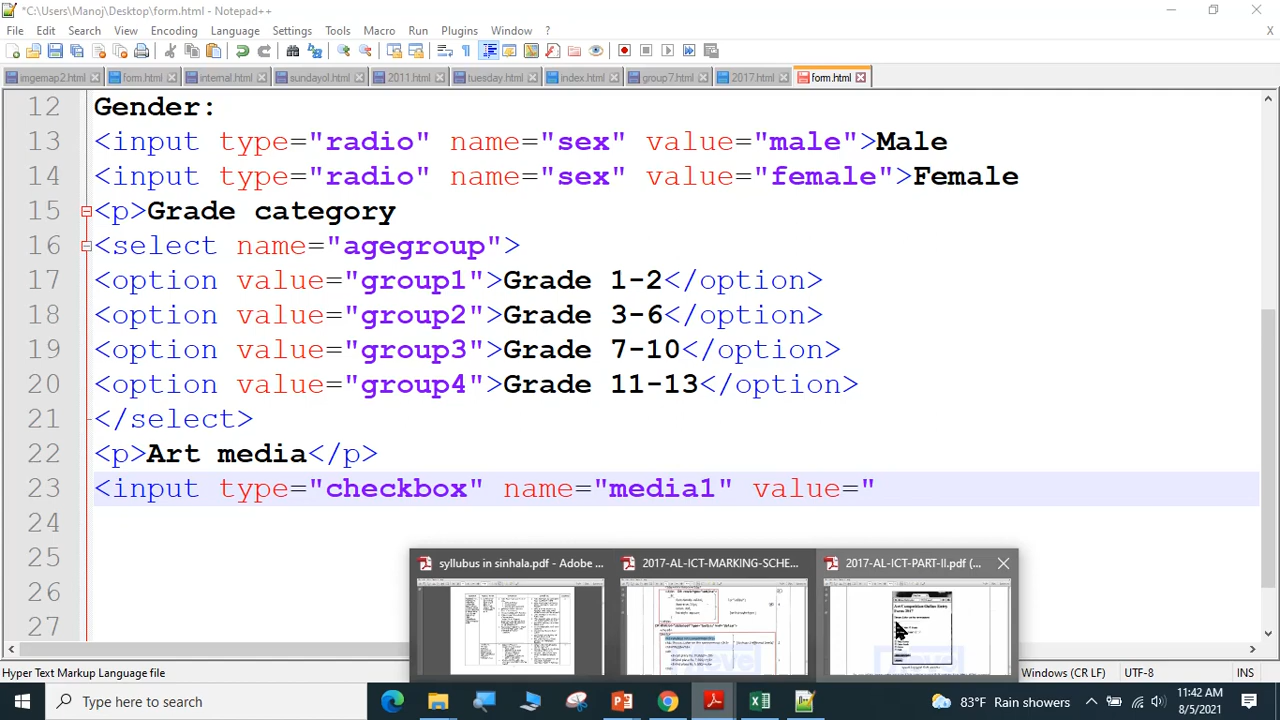 *C:\Users\Manoj\Desktop\form.html - Notepad++
File Edit Search View Encoding Language Settings Tools Macro Run Plugins Window ?
X
mgemap2.html form.html internal.html sundayol.html 2011.html tuesday.html index.html group7.html 2017.html form.html
12 Gender:
13 <input type="radio" name="sex" value="male">Male
14 <input type="radio" name="sex" value="female">Female
15 <p>Grade category
16 <select name="agegroup">
17 <option value="group1">Grade 1-2</option>
18 <option value="group2">Grade 3-6</option>
19 <option value="group3">Grade 7-10</option>
20 <option value="group4">Grade 11-13</option>
21 </select>
22 <p>Art media</p>
23 <input type="checkbox" name="media1" value="
24
25
26
27
syllubus in sinhala.pdf - Adobe ... 2017-AL-ICT-MARKING-SCHE... 2017-AL-ICT-PART-II.pdf (...
Hyper Text Markup Language file Windows (CR LF) UTF-8 INS
Type here to search 83°F Rain showers 11:42 AM
8/5/2021